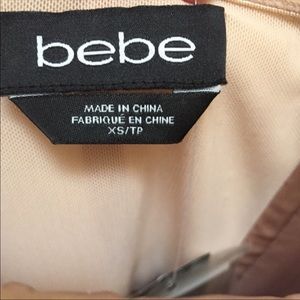 bebe
MADE IN CHINA
FABRIQUÉ EN CHINE
XS/TP